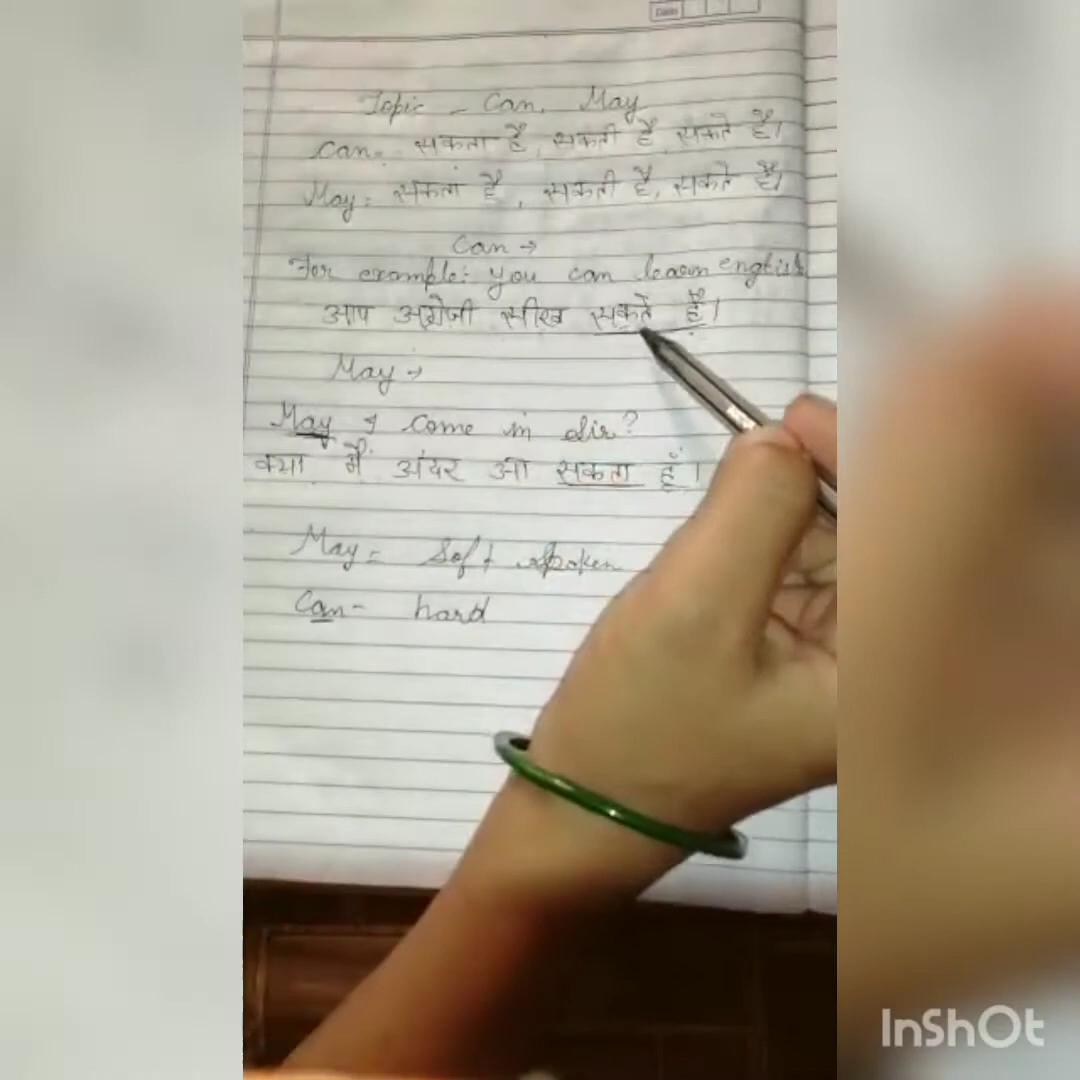 Date
Topic - Can, May
Can = सकता है, सकती है, सकते है।
May = सकता है, सकती है, सकते है।
Can →
For example: you can learn english
आप अंग्रेजी सीख सकते हैं।
May →
May I come in sir?
क्या मैं अंदर आ सकता हूँ।
May = Soft spoken
Can - hard
InShOt